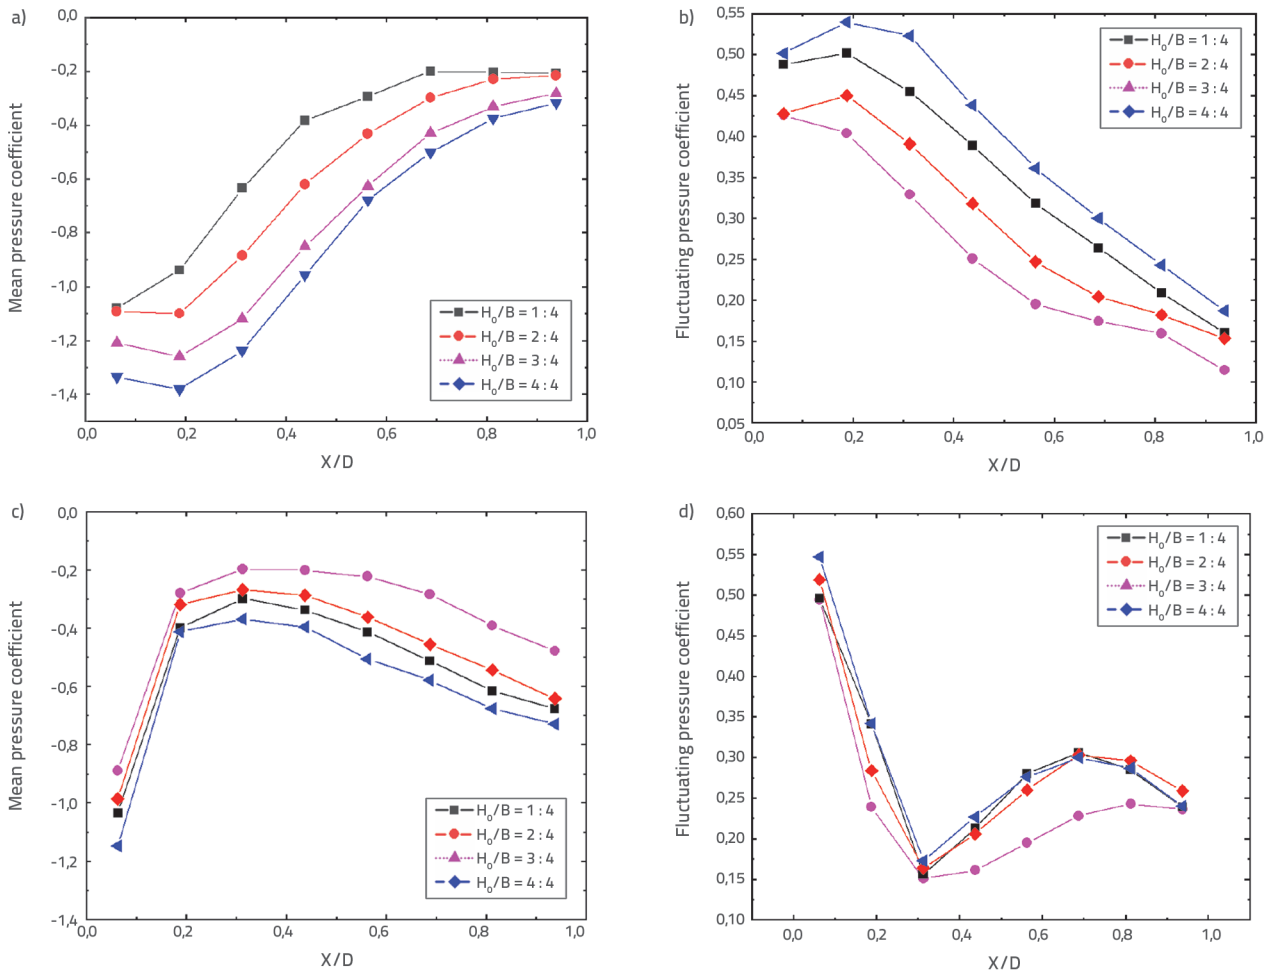 a)
Mean pressure coefficient
0,0
-0,2
-0,4
-0,6
-0,8
-1,0
-1,2
-1,4
0,0 0,2 0,4 0,6 0,8 1,0
X/D
H₀/B = 1 : 4
H₀/B = 2 : 4
H₀/B = 3 : 4
H₀/B = 4 : 4
b)
Fluctuating pressure coefficient
0,55
0,50
0,45
0,40
0,35
0,30
0,25
0,20
0,15
0,10
0,05
0,0 0,2 0,4 0,6 0,8 1,0
X/D
H₀/B = 1 : 4
H₀/B = 2 : 4
H₀/B = 3 : 4
H₀/B = 4 : 4
c)
Mean pressure coefficient
0,0
-0,2
-0,4
-0,6
-0,8
-1,0
-1,2
-1,4
0,0 0,2 0,4 0,6 0,8 1,0
X/D
H₀/B = 1 : 4
H₀/B = 2 : 4
H₀/B = 3 : 4
H₀/B = 4 : 4
d)
Fluctuating pressure coefficient
0,60
0,55
0,50
0,45
0,40
0,35
0,30
0,25
0,20
0,15
0,10
0,0 0,2 0,4 0,6 0,8 1,0
X/D
H₀/B = 1 : 4
H₀/B = 2 : 4
H₀/B = 3 : 4
H₀/B = 4 : 4